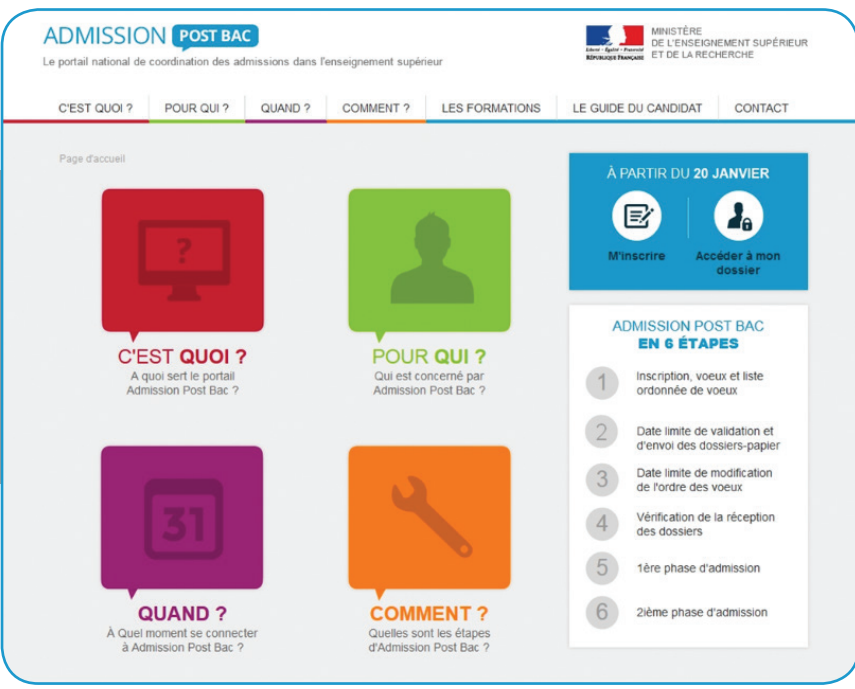 ADMISSION POST BAC
Le portail national de coordination des admissions dans l'enseignement supérieur
Liberté • Égalité • Fraternité
RÉPUBLIQUE FRANÇAISE
MINISTÈRE
DE L'ENSEIGNEMENT SUPÉRIEUR
ET DE LA RECHERCHE
C'EST QUOI ?
POUR QUI ?
QUAND ?
COMMENT ?
LES FORMATIONS
LE GUIDE DU CANDIDAT
CONTACT
Page d'accueil
?
C'EST QUOI ?
A quoi sert le portail
Admission Post Bac ?
POUR QUI ?
Qui est concerné par
Admission Post Bac ?
31
QUAND ?
À Quel moment se connecter
à Admission Post Bac ?
COMMENT ?
Quelles sont les étapes
d'Admission Post Bac ?
À PARTIR DU 20 JANVIER
M'inscrire
Accéder à mon
dossier
ADMISSION POST BAC
EN 6 ÉTAPES
1 Inscription, voeux et liste
ordonnée de voeux
2 Date limite de validation et
d'envoi des dossiers-papier
3 Date limite de modification
de l'ordre des voeux
4 Vérification de la réception
des dossiers
5 1ère phase d'admission
6 2ième phase d'admission